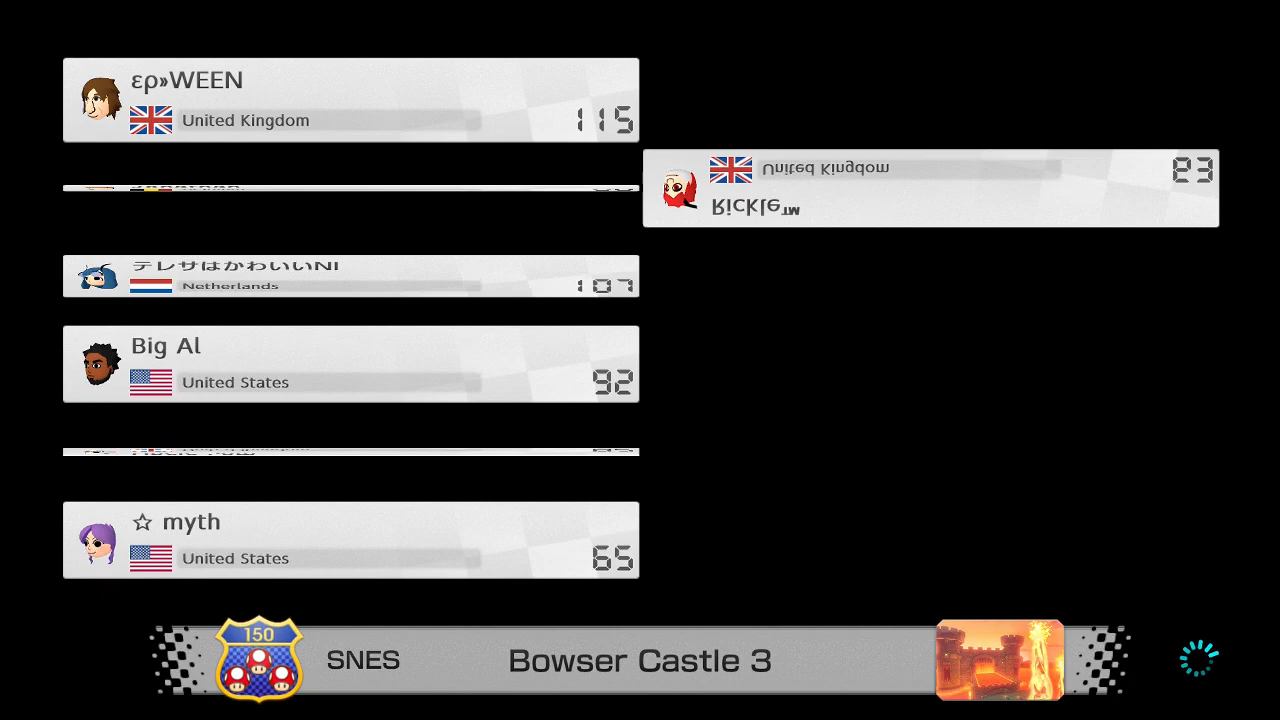 ερ»WEEN
United Kingdom
115
テレサはかわいいNI
Netherlands
107
Big Al
United States
92
☆ myth
United States
65
United Kingdom
83
Rickle™
150
SNES
Bowser Castle 3